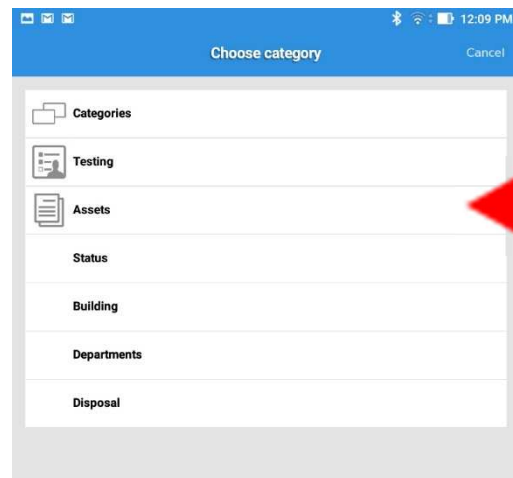 12:09 PM
Choose category
Cancel
Categories
Testing
Assets
Status
Building
Departments
Disposal